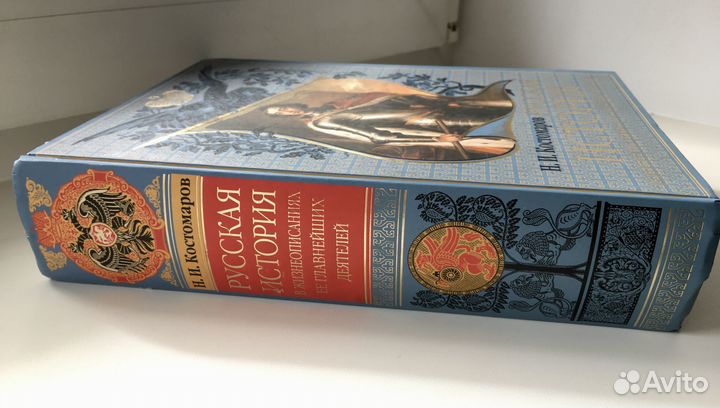 Н. И. Костомаров
РУССКАЯ
ИСТОРИЯ
В ЖИЗНЕОПИСАНИЯХ
ЕЕ ГЛАВНЕЙШИХ
ДЕЯТЕЛЕЙ
Н. И. Костомаров
Avito